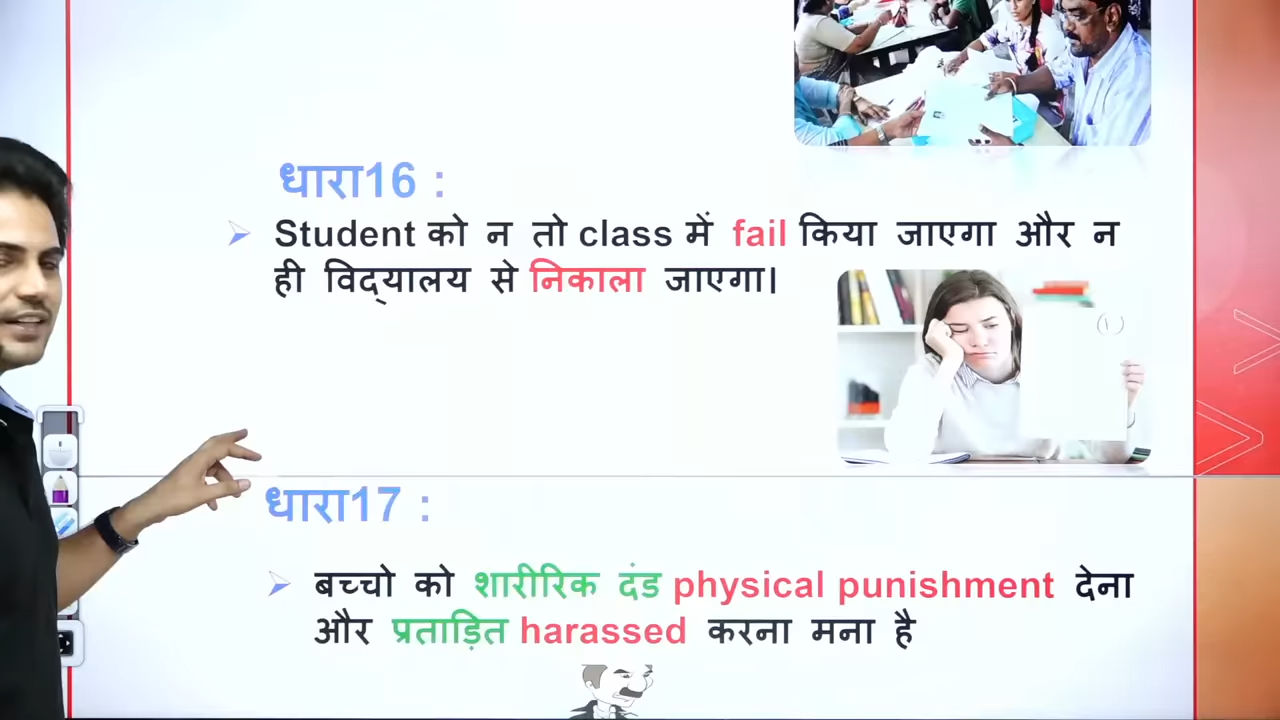 धारा16 :
Student को न तो class में fail किया जाएगा और न
ही विद्यालय से निकाला जाएगा।
धारा17 :
बच्चो को शारीरिक दंड physical punishment देना
और प्रताड़ित harassed करना मना है